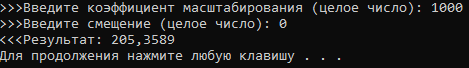 >>>Введите коэффициент масштабирования (целое число): 1000
>>>Введите смещение (целое число): 0
<<<Результат: 205,3589
Для продолжения нажмите любую клавишу . . .